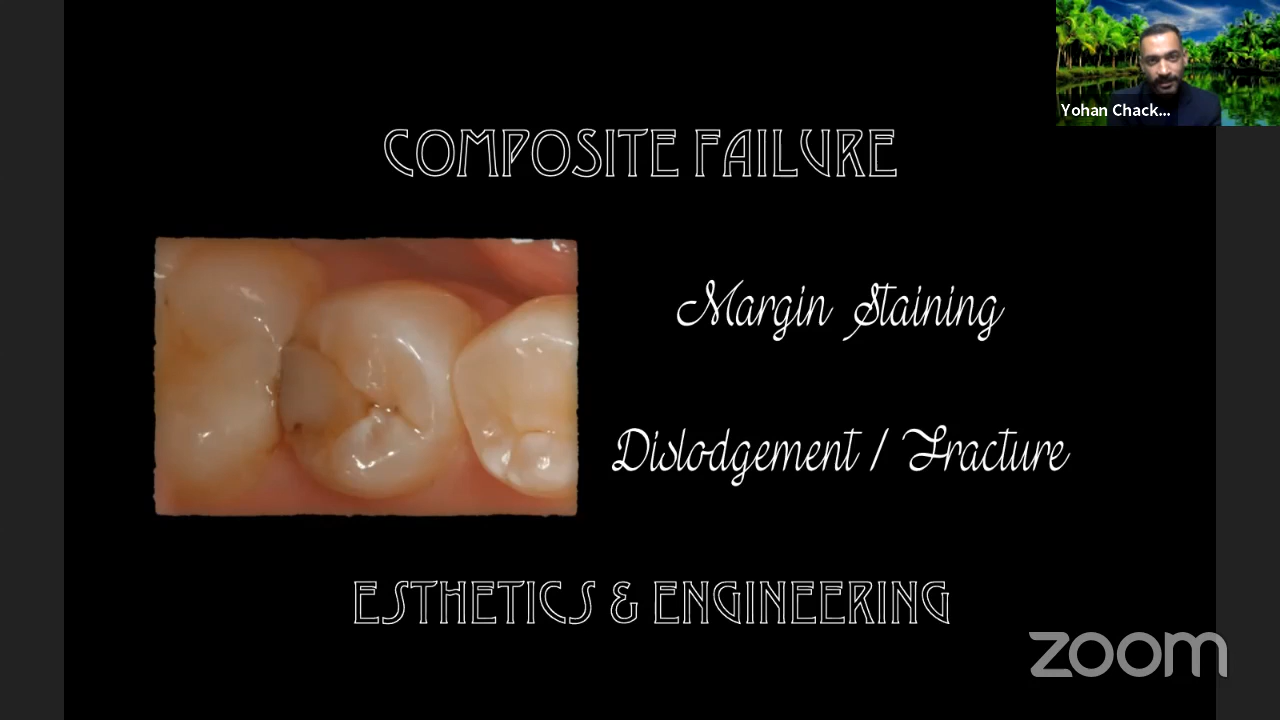 Yohan Chack...
COMPOSITE FAILURE
Margin Staining
Dislodgement / Fracture
ESTHETICS & ENGINEERING
zoom